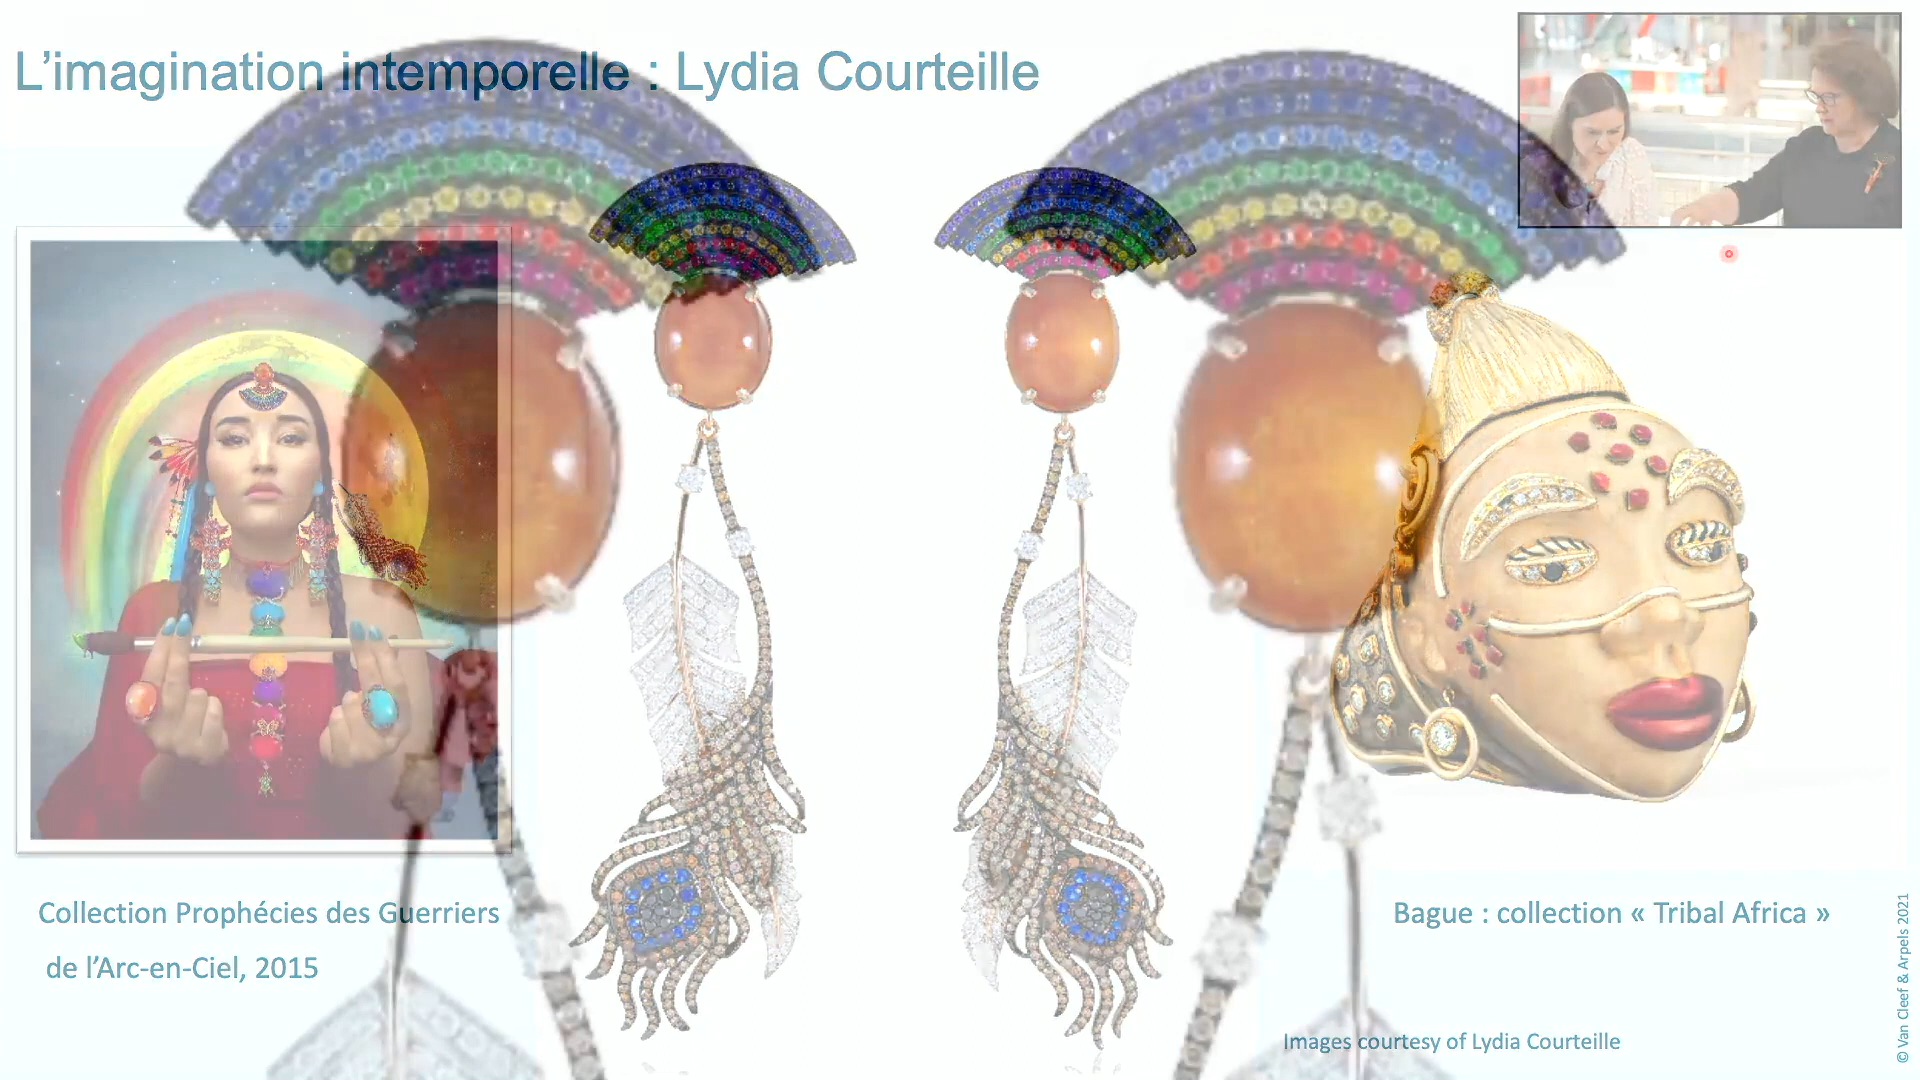 L’imagination intemporelle : Lydia Courteille
Collection Prophécies des Guerriers
de l’Arc-en-Ciel, 2015
Bague : collection « Tribal Africa »
Images courtesy of Lydia Courteille
© Van Cleef & Arpels 2021